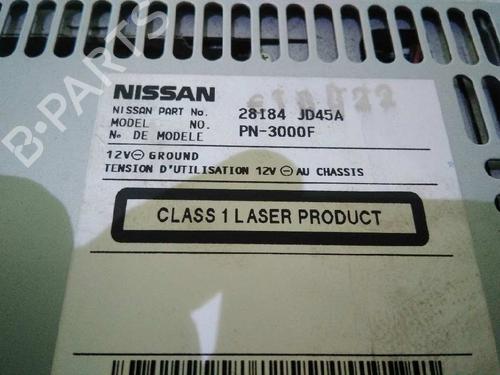 B-PARTS
NISSAN
NISSAN PART No. 28184 JD45A
MODEL NO. PN-3000F
No DE MODELE
12V⊖ GROUND
TENSION D'UTILISATION 12V ⊖ AU CHASSIS
CLASS 1 LASER PRODUCT